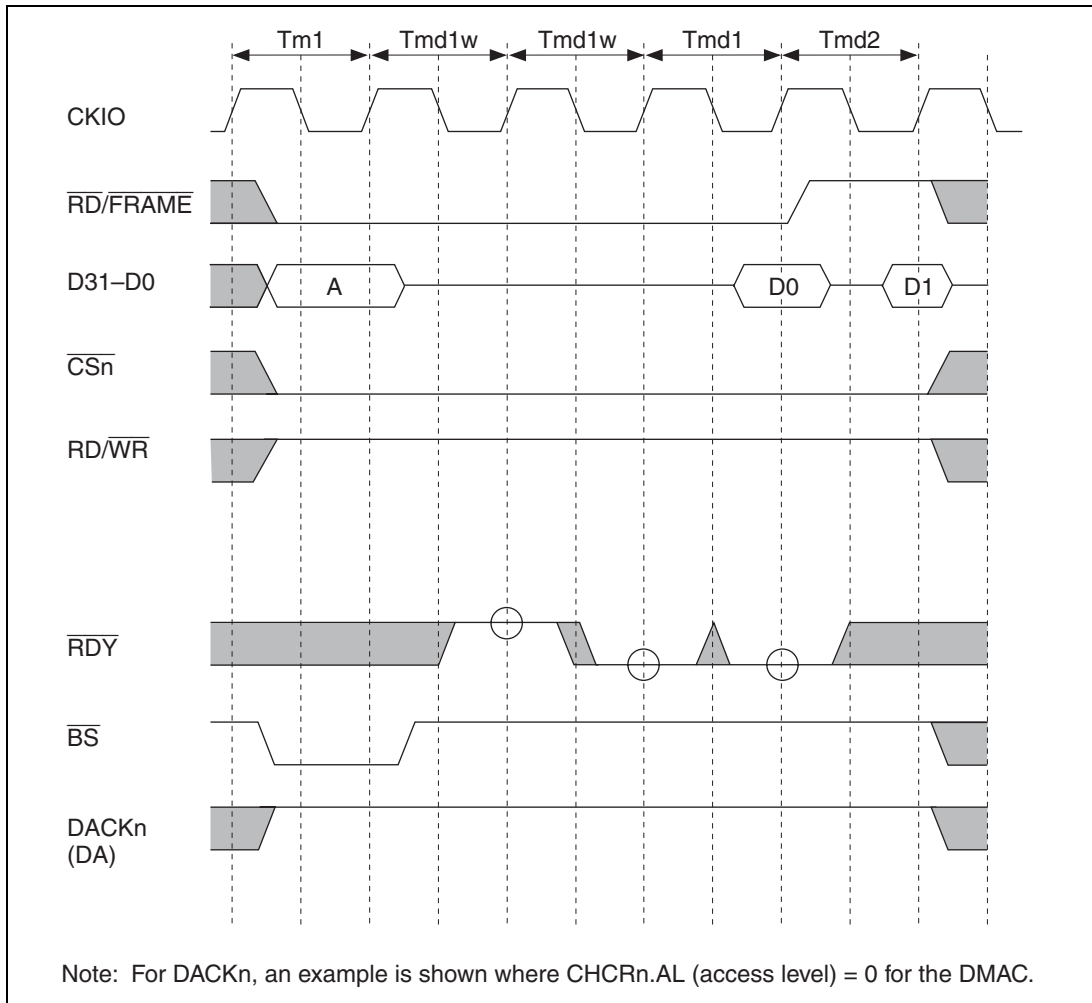 Tm1 Tmd1w Tmd1w Tmd1 Tmd2
CKIO
RD/FRAME
D31–D0 A D0 D1
CSn
RD/WR
RDY
BS
DACKn
(DA)
Note: For DACKn, an example is shown where CHCRn.AL (access level) = 0 for the DMAC.